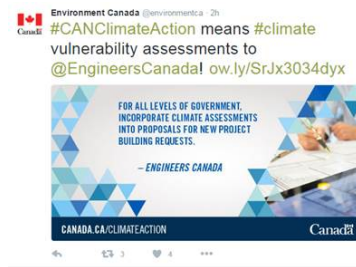 Environment Canada @environmentca · 2h
#CANClimateAction means #climate
vulnerability assessments to
@EngineersCanada! ow.ly/SrJx3034dyx
Canada
FOR ALL LEVELS OF GOVERNMENT,
INCORPORATE CLIMATE ASSESSMENTS
INTO PROPOSALS FOR NEW PROJECT
BUILDING REQUESTS.
– ENGINEERS CANADA
CANADA.CA/CLIMATEACTION
Canada
3
4